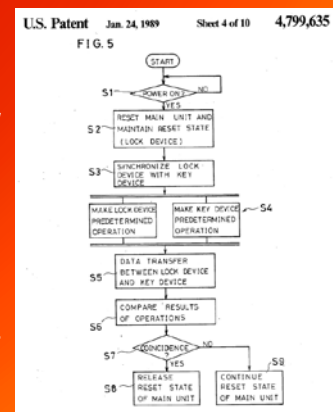 U.S. Patent Jan. 24, 1989 Sheet 4 of 10 4,799,635
FIG. 5
START
S1
POWER ON ?
NO
YES
S2
RESET MAIN UNIT AND
MAINTAIN RESET STATE
(LOCK DEVICE)
S3
SYNCHRONIZE LOCK
DEVICE WITH KEY
DEVICE
MAKE LOCK DEVICE
PREDETERMINED
OPERATION
MAKE KEY DEVICE
PREDETERMINED
OPERATION
S4
S5
DATA TRANSFER
BETWEEN LOCK DEVICE
AND KEY DEVICE
S6
COMPARE RESULTS
OF OPERATIONS
S7
COINCIDENCE
?
NO
YES
S8
RELEASE
RESET STATE
OF MAIN UNIT
S9
CONTINUE
RESET STATE
OF MAIN UNIT